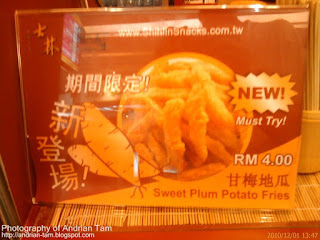 士林
www.ShihlinSnacks.com.tw
期間限定!
新登場!
NEW!
Must Try!
RM 4.00
甘梅地瓜
Sweet Plum Potato Fries
Photography of Andrian Tam
http://andrian-tam.blogspot.com
2010/12/01 13:47